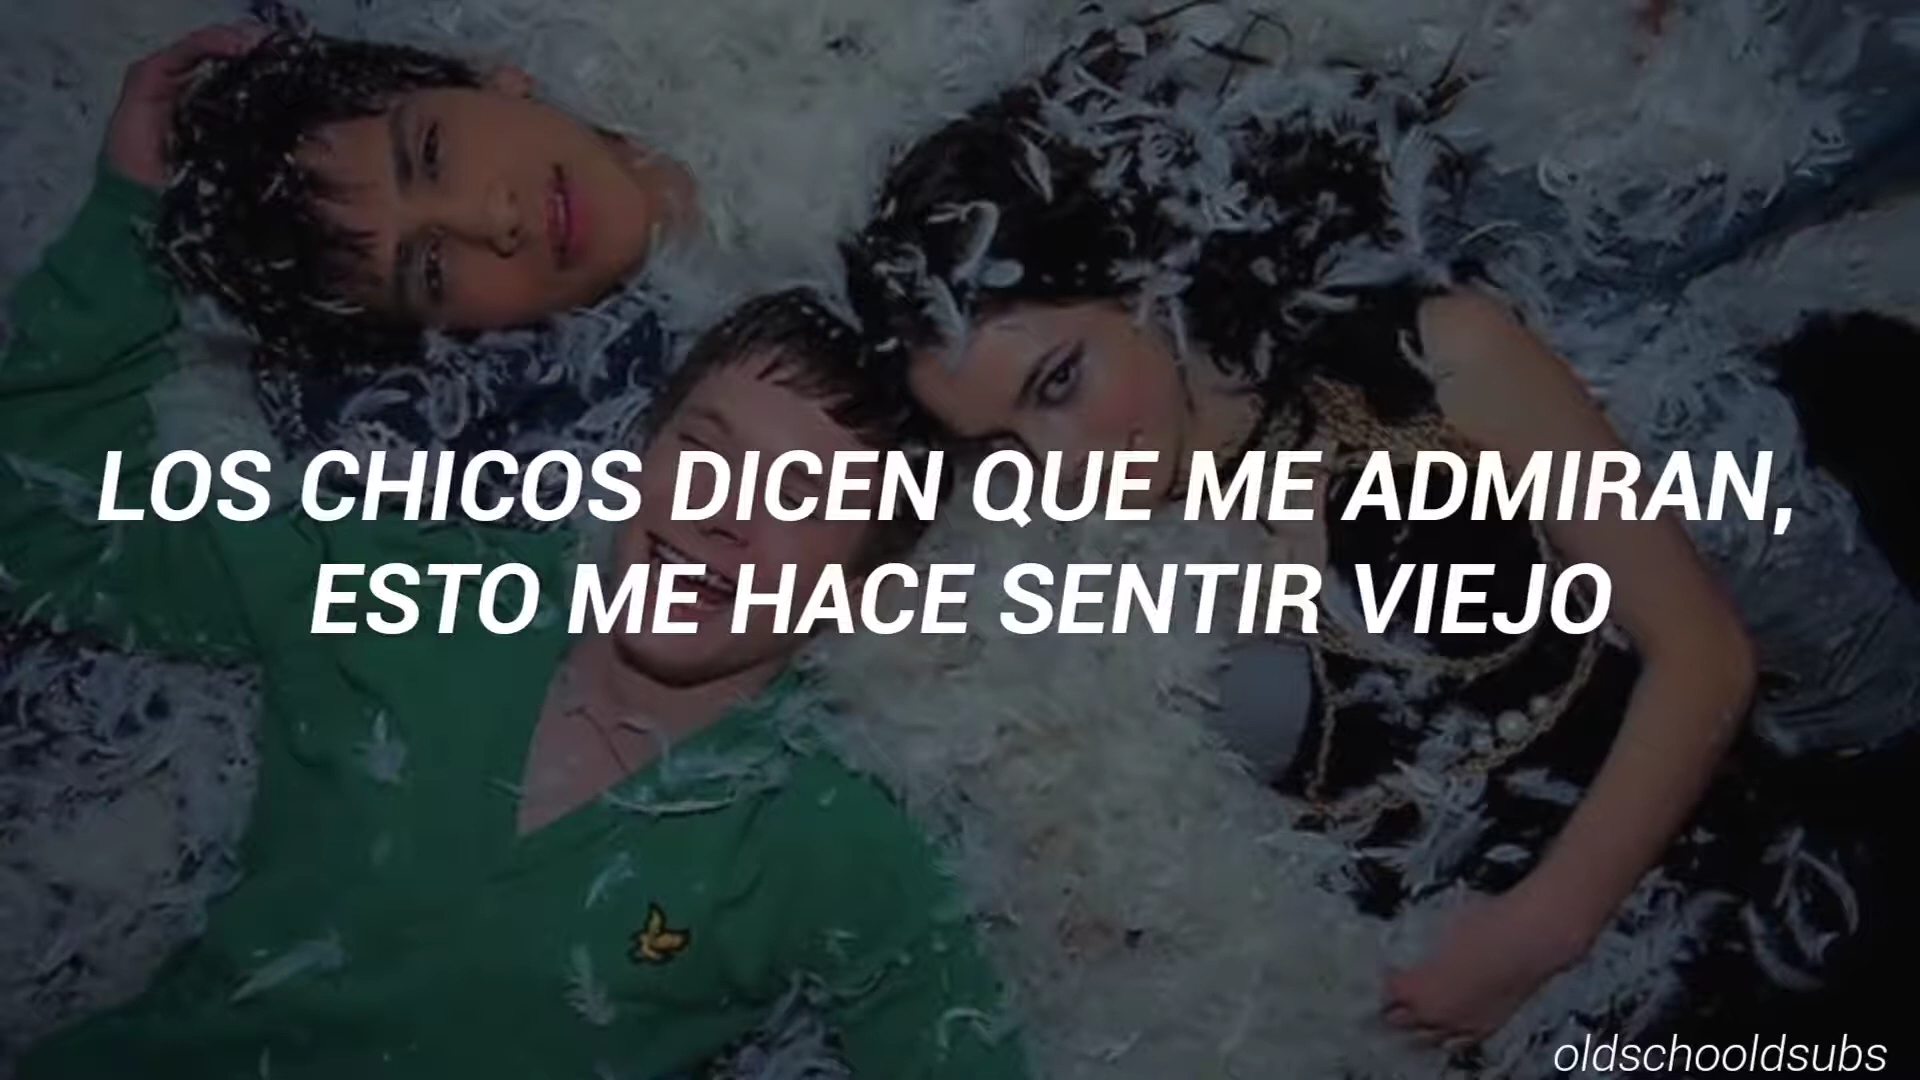 LOS CHICOS DICEN QUE ME ADMIRAN,
ESTO ME HACE SENTIR VIEJO
oldschooldsubs